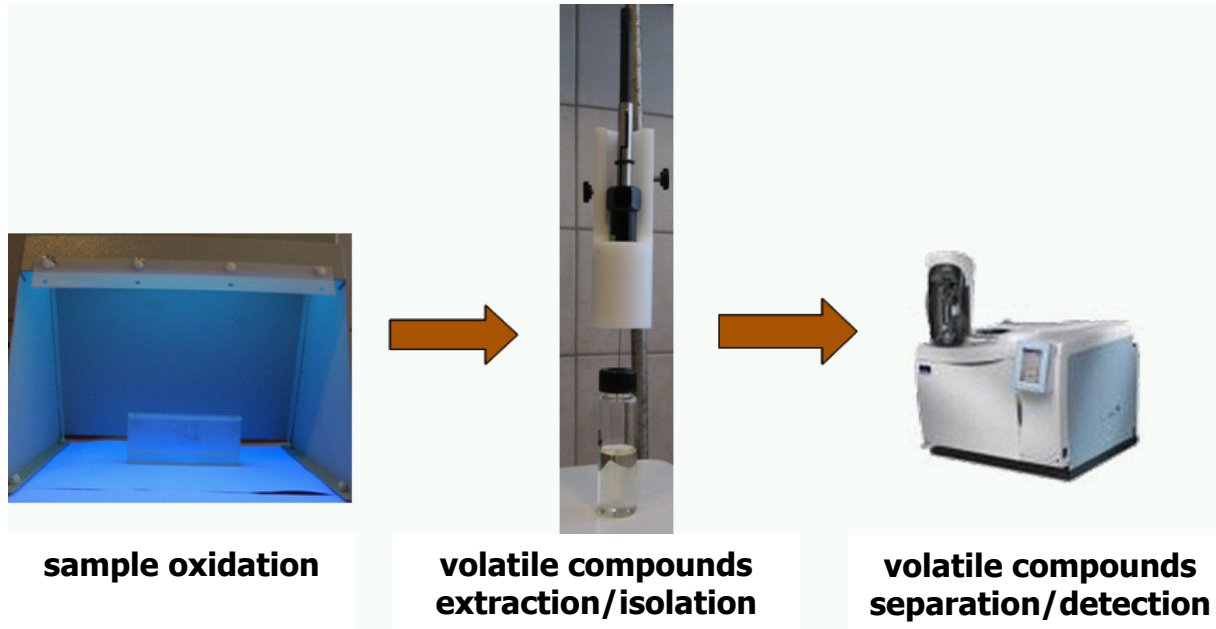 sample oxidation
volatile compounds
extraction/isolation
volatile compounds
separation/detection